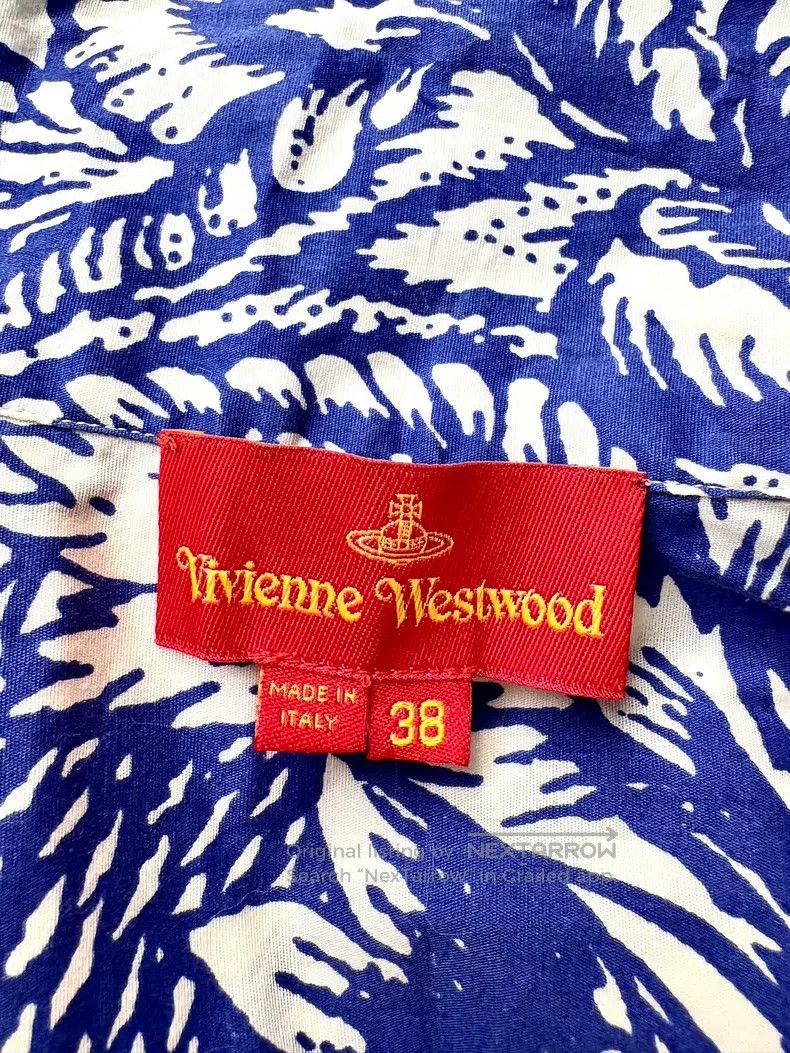 Vivienne Westwood
MADE IN
ITALY
38
Original listing by NEXTARROW
Search "Nextarrow" in Grailed app